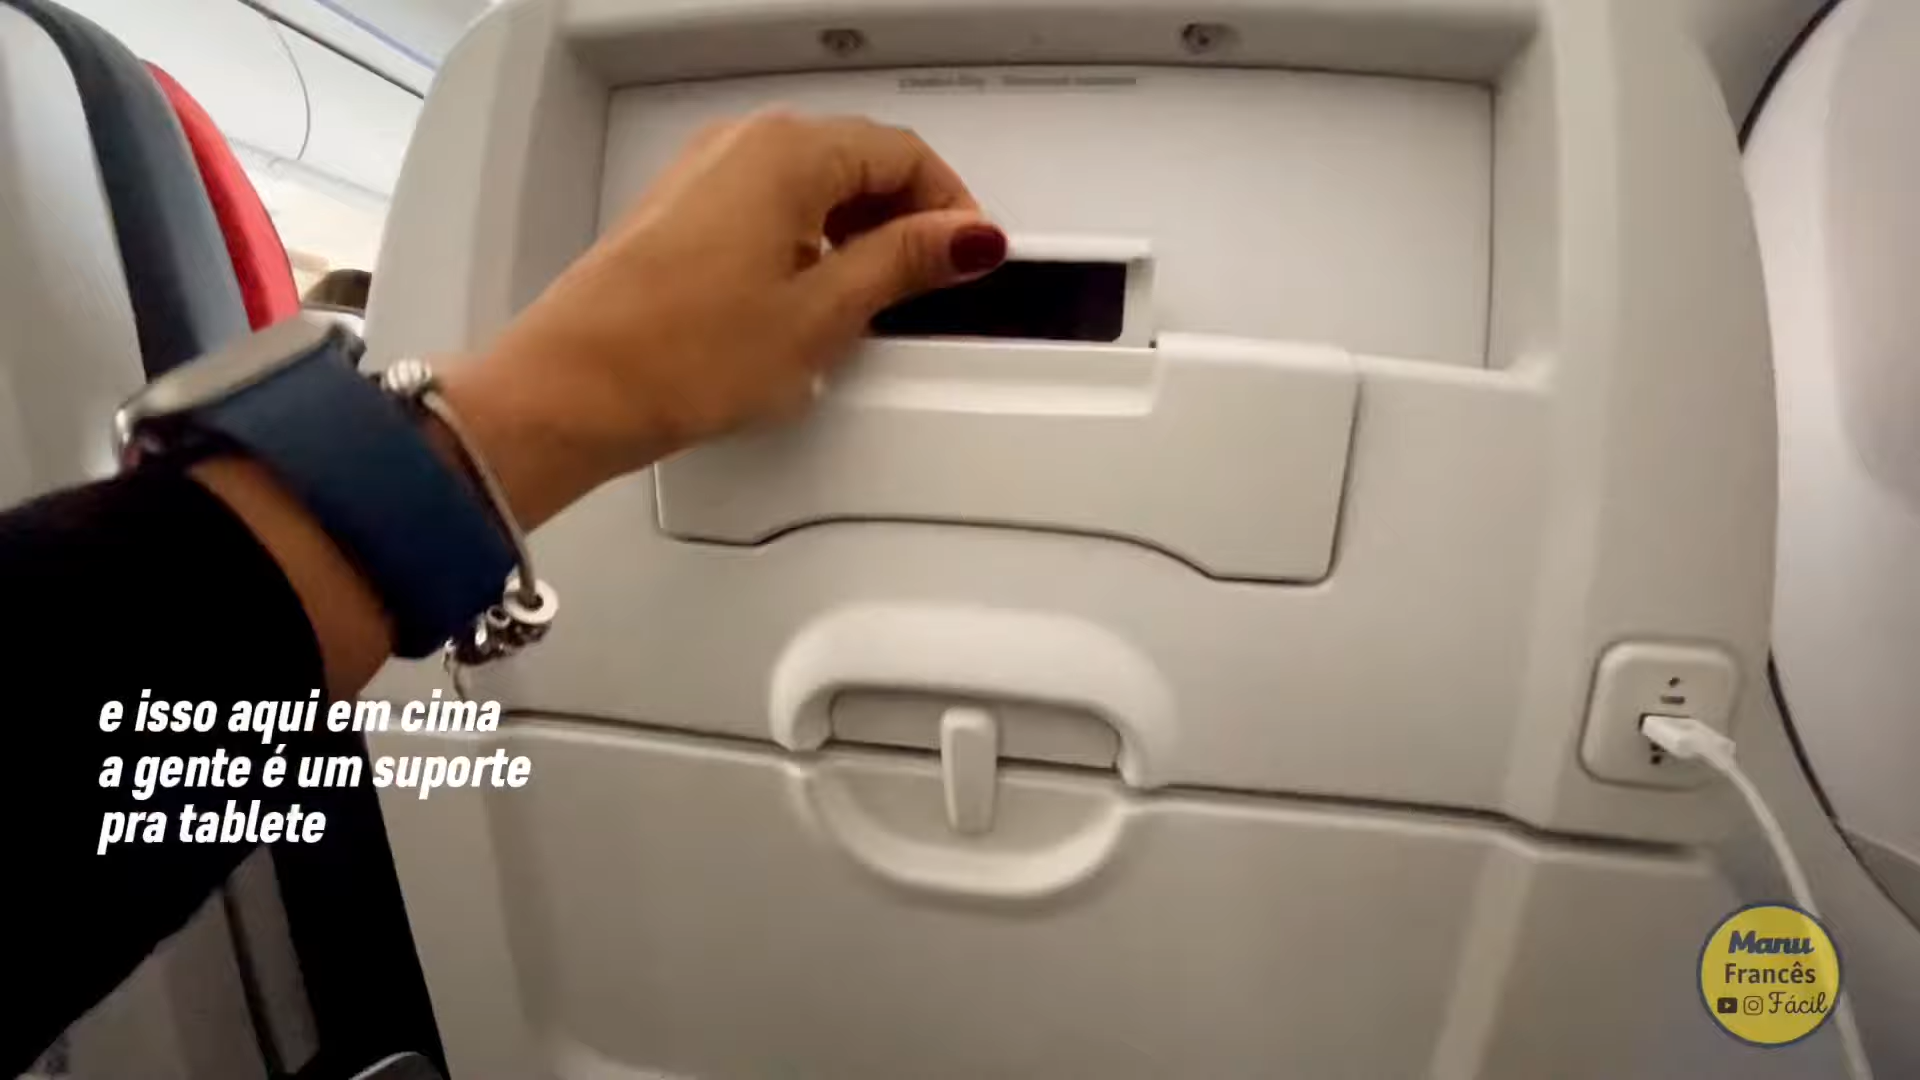 e isso aqui em cima
a gente é um suporte
pra tablete
Manu
Francês
Fácil